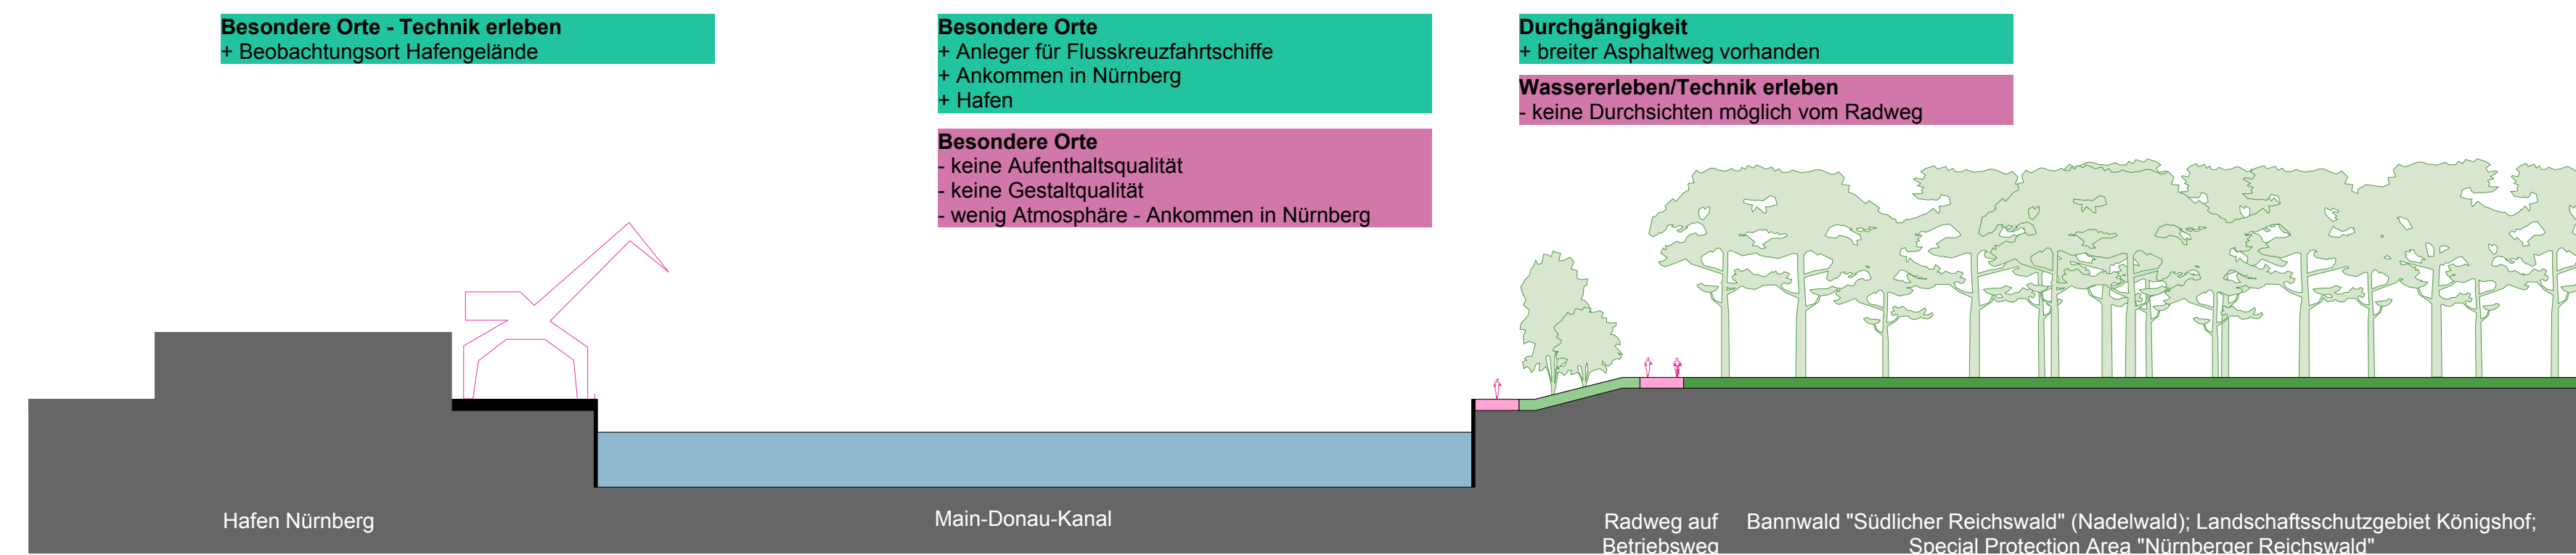 Besondere Orte - Technik erleben
+ Beobachtungsort Hafengelände
Besondere Orte
+ Anleger für Flusskreuzfahrtschiffe
+ Ankommen in Nürnberg
+ Hafen
Besondere Orte
- keine Aufenthaltsqualität
- keine Gestaltqualität
- wenig Atmosphäre - Ankommen in Nürnberg
Durchgängigkeit
+ breiter Asphaltweg vorhanden
Wassererleben/Technik erleben
- keine Durchsichten möglich vom Radweg
Hafen Nürnberg
Main-Donau-Kanal
Radweg auf
Betriebsweg
Bannwald "Südlicher Reichswald" (Nadelwald); Landschaftsschutzgebiet Königshof;
Special Protection Area "Nürnberger Reichswald"